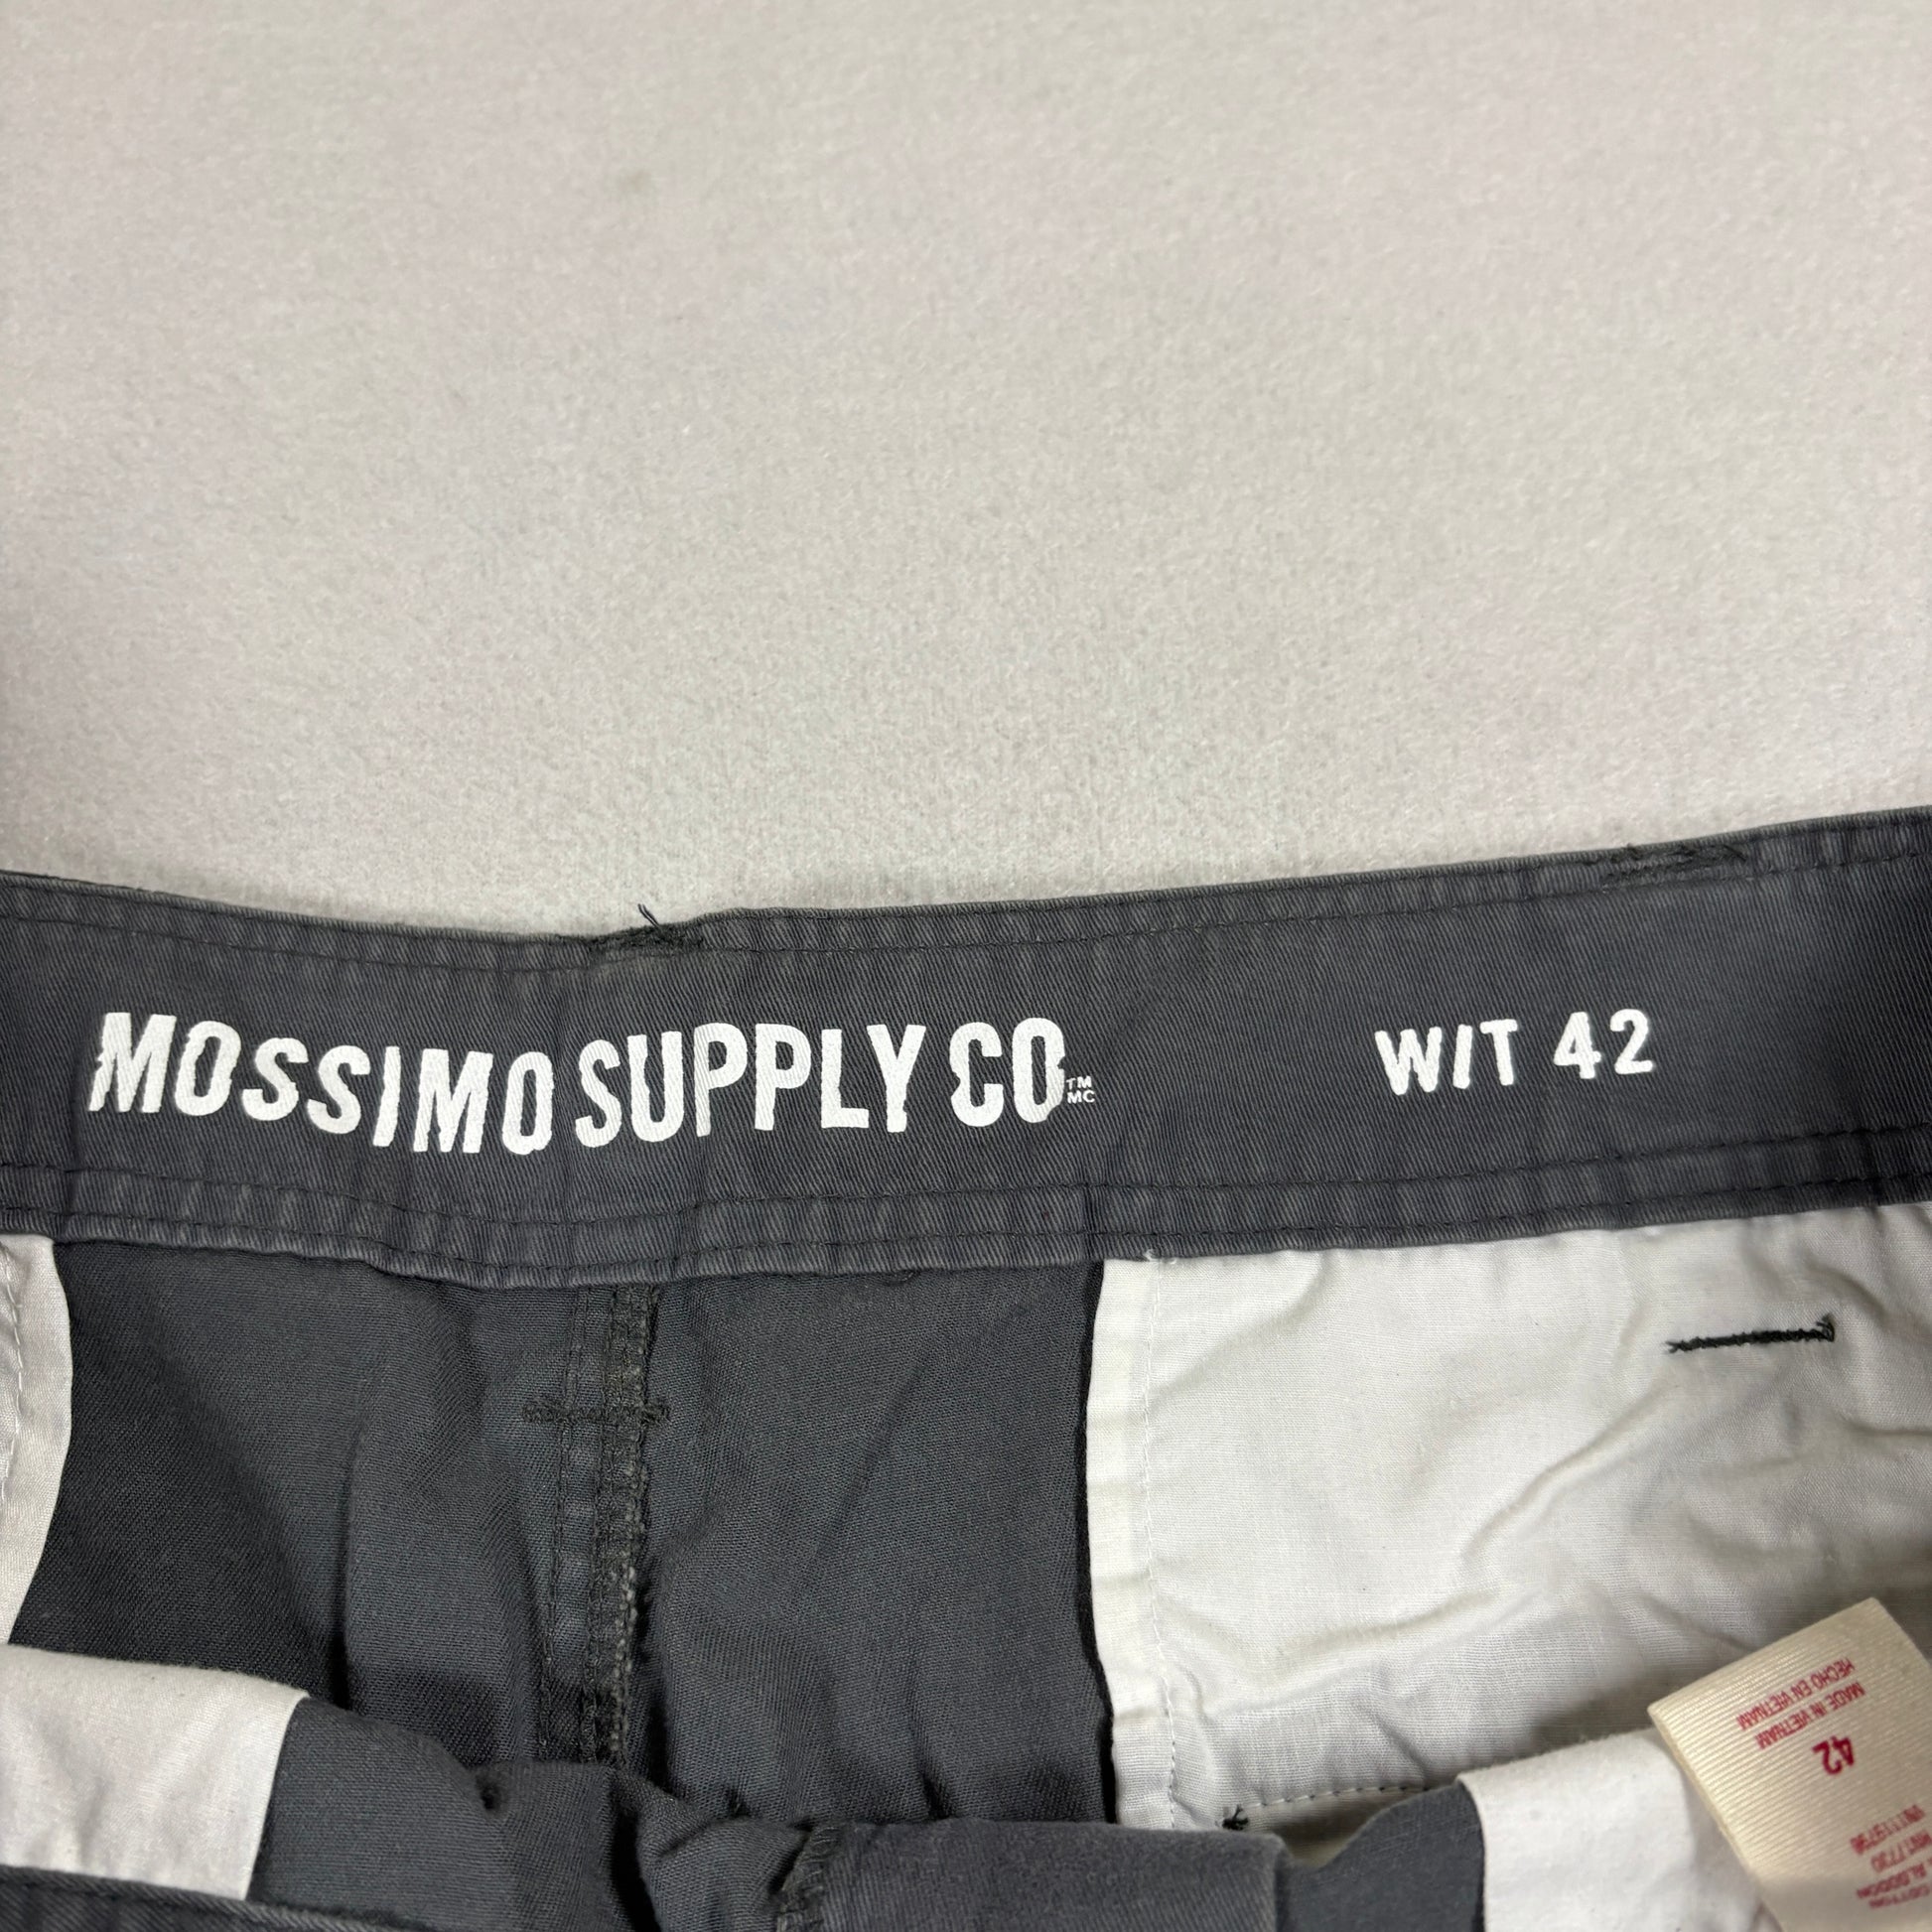 MOSSIMO SUPPLY CO.
TM
MC
W/T 42
HECHO EN VIETNAM
MADE IN VIETNAM
42